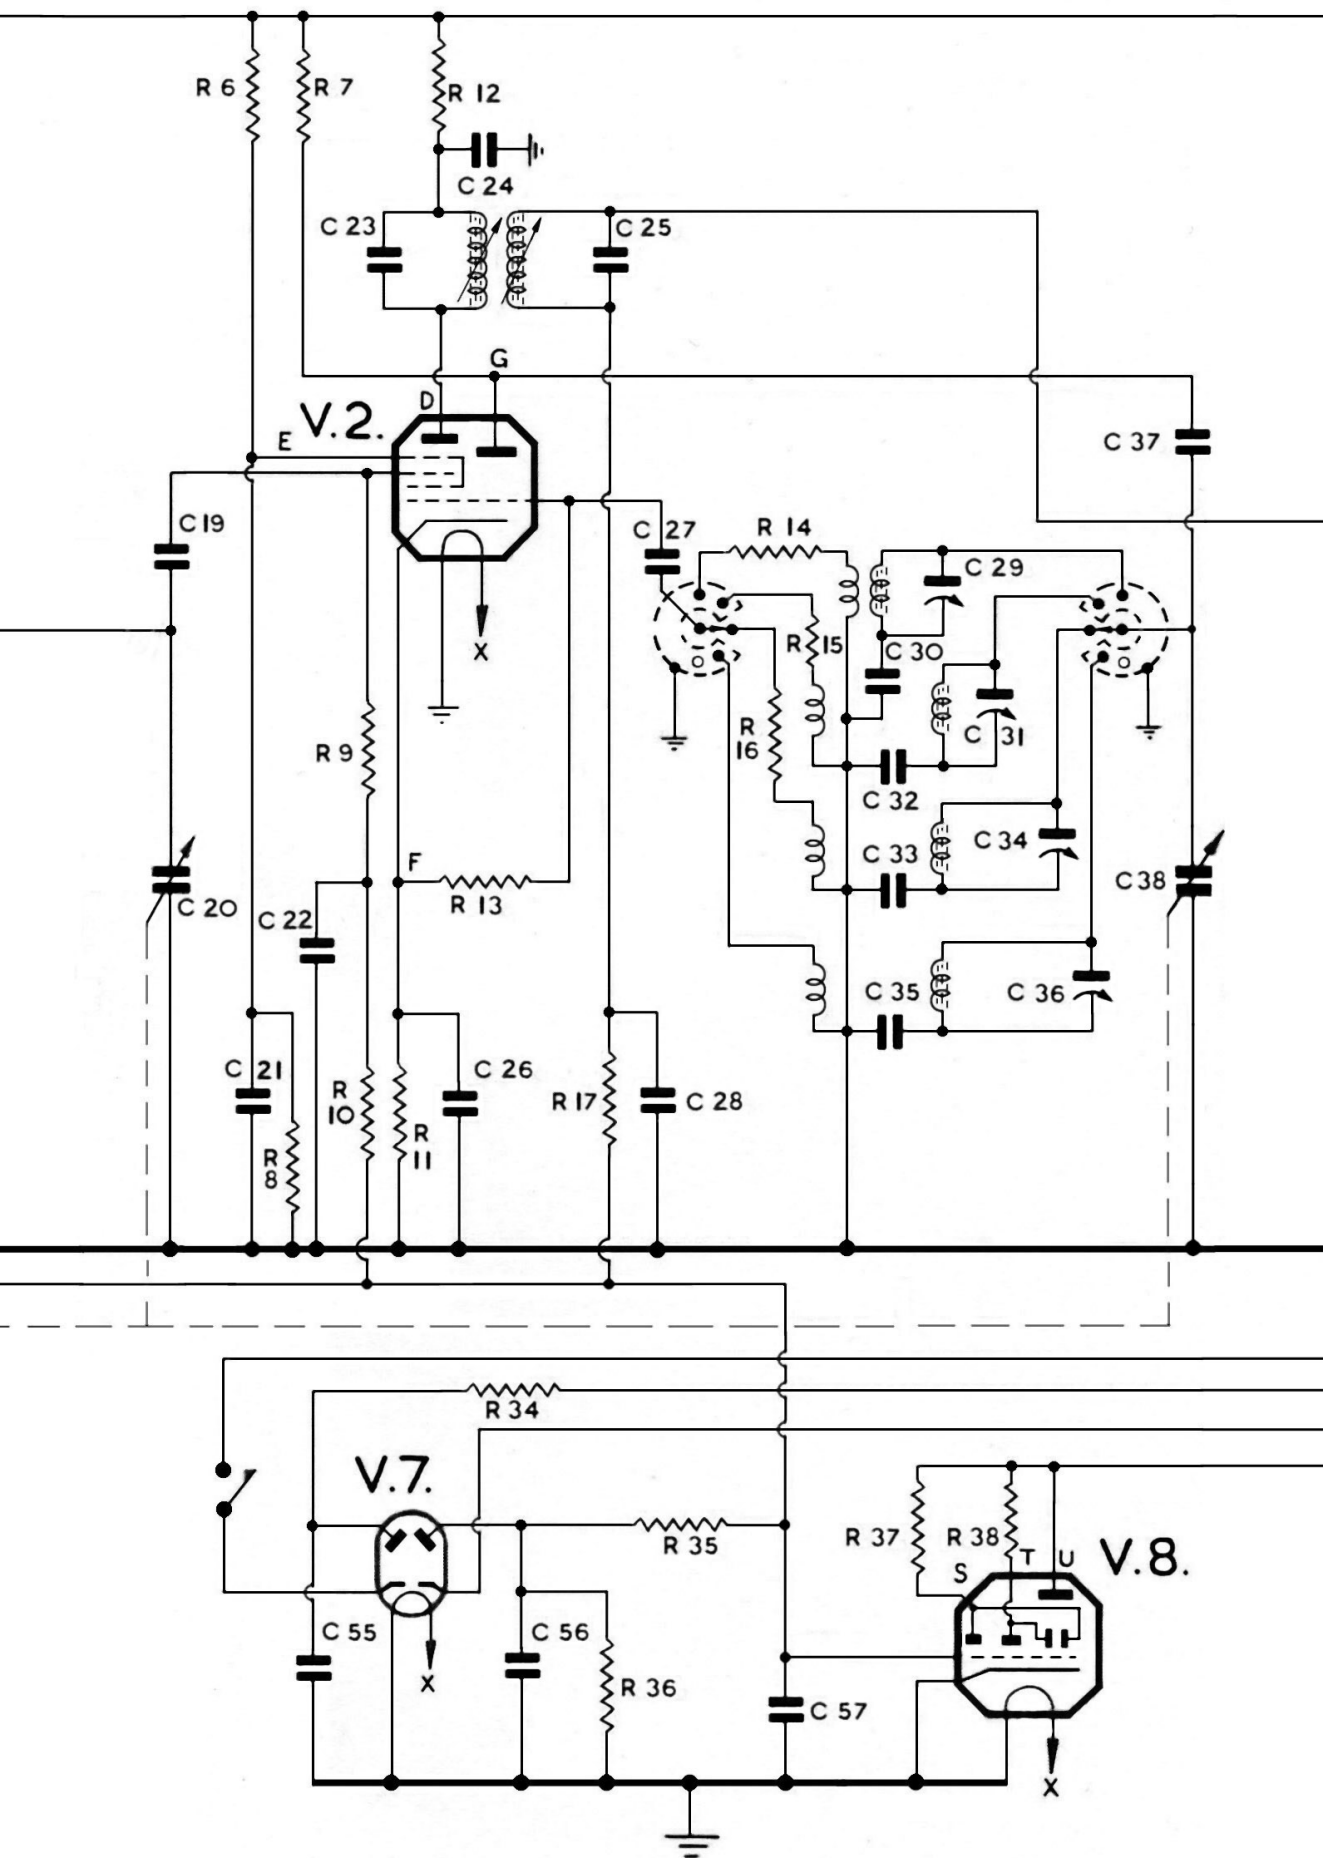 R 6
R 7
R 12
C 24
C 23
C 25
G
D
V.2.
E
C 37
C 19
C 27
R 14
C 29
X
R 15
C 30
O
O
R 9
R
16
C 31
C 32
C 34
F
C 33
C 38
C 20
C 22
R 13
C 35
C 36
C 21
R
10
C 26
R 17
C 28
R
11
R
8
R 34
V.7.
R 35
R 37
R 38
T
U
V.8.
S
C 55
C 56
X
R 36
C 57
X